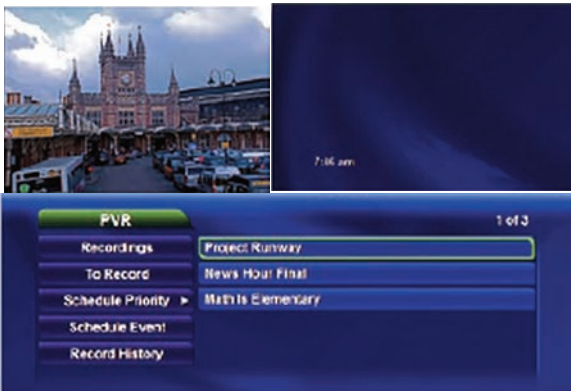 7:16 am
PVR
1 of 3
Recordings
Project Runway
To Record
News Hour Final
Schedule Priority
Math Is Elementary
Schedule Event
Record History